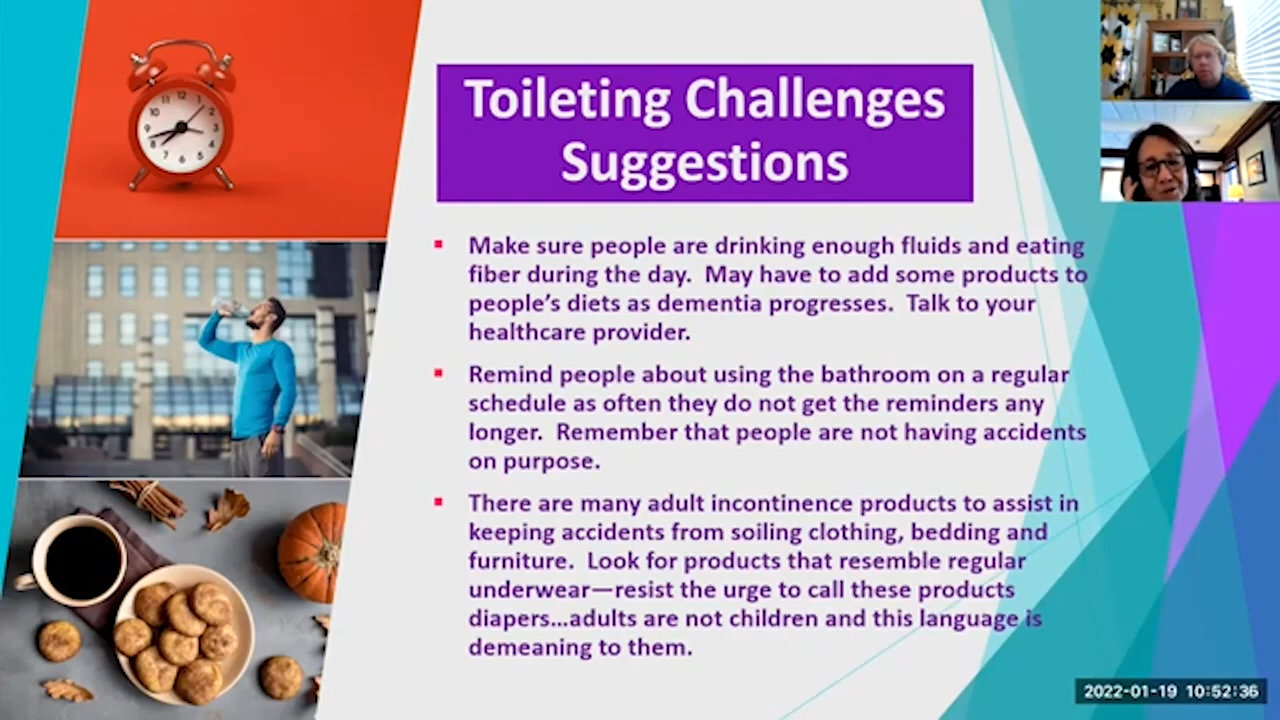 Toileting Challenges
Suggestions
Make sure people are drinking enough fluids and eating
fiber during the day.  May have to add some products to
people's diets as dementia progresses.  Talk to your
healthcare provider.
Remind people about using the bathroom on a regular
schedule as often they do not get the reminders any
longer.  Remember that people are not having accidents
on purpose.
There are many adult incontinence products to assist in
keeping accidents from soiling clothing, bedding and
furniture.  Look for products that resemble regular
underwear—resist the urge to call these products
diapers…adults are not children and this language is
demeaning to them.
2022-01-19 10:52:36